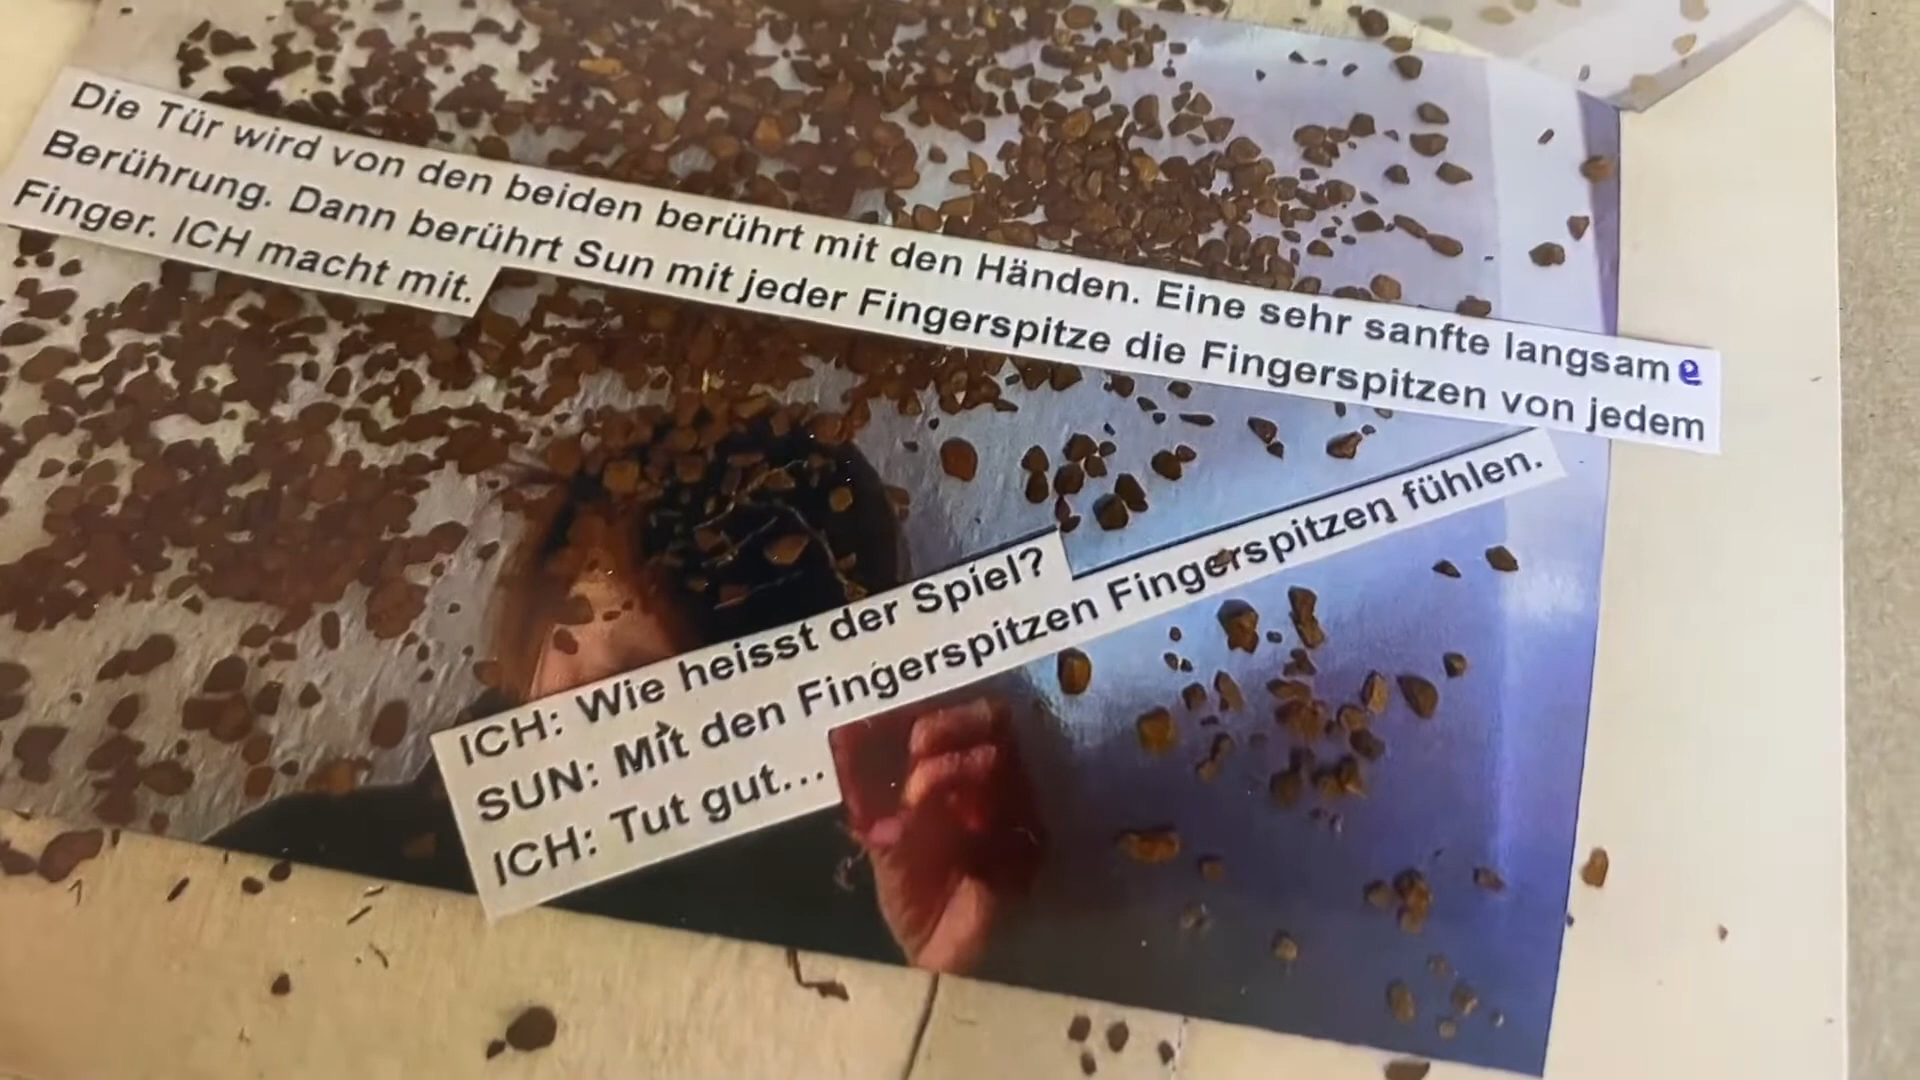 Die Tür wird von den beiden berührt mit den Händen. Eine sehr sanfte langsame
Berührung. Dann berührt Sun mit jeder Fingerspitze die Fingerspitzen von jedem
Finger. ICH macht mit.
ICH: Wie heisst der Spiel?
SUN: Mit den Fingerspitzen Fingerspitzen fühlen.
ICH: Tut gut...